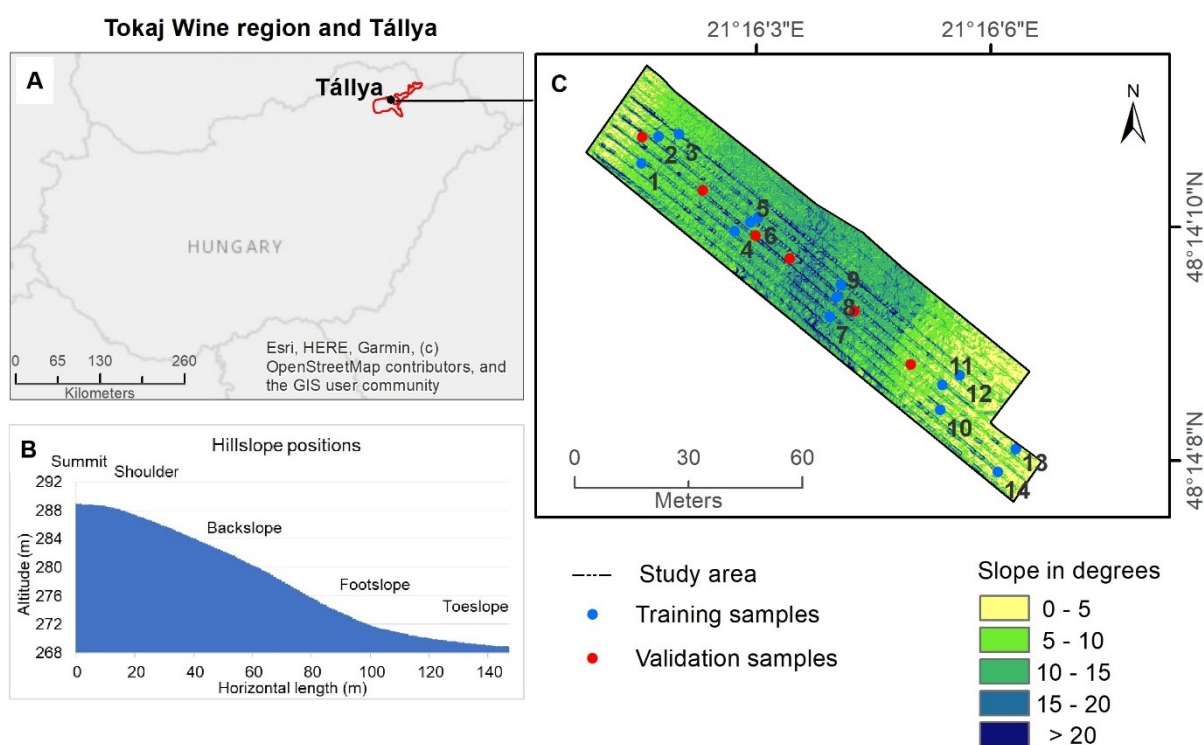 Tokaj Wine region and Tállya
A
Tállya
HUNGARY
0 65 130 260
Kilometers
Esri, HERE, Garmin, (c)
OpenStreetMap contributors, and
the GIS user community
B
Hillslope positions
Summit
Shoulder
Backslope
Footslope
Toeslope
292
288
284
280
276
272
268
Altitude (m)
0 20 40 60 80 100 120 140
Horizontal length (m)
21°16'3"E 21°16'6"E
C
N
48°14'10"N
48°14'8"N
2 3
1
5
6
4
9
8
7
11
12
10
13
14
0 30 60
Meters
Study area
Training samples
Validation samples
Slope in degrees
0 - 5
5 - 10
10 - 15
15 - 20
> 20